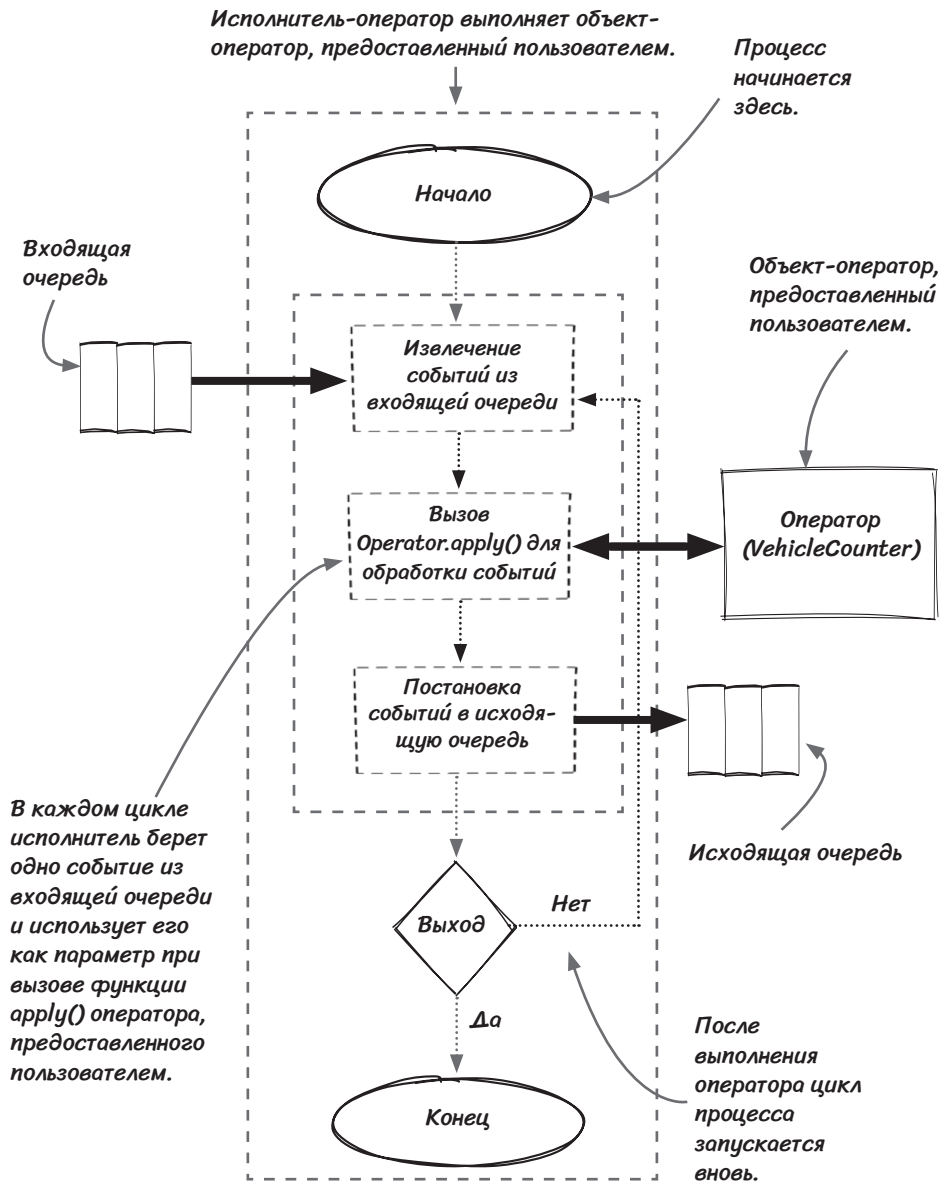 Исполнитель-оператор выполняет объект-
оператор, предоставленный пользователем.
Процесс
начинается
здесь.
Начало
Входящая
очередь
Объект-оператор,
предоставленный
пользователем.
Извлечение
событий из
входящей очереди
Вызов
Operator.apply() для
обработки событий
Оператор
(VehicleCounter)
Постановка
событий в исходя-
щую очередь
Исходящая очередь
В каждом цикле
исполнитель берет
одно событие из
входящей очереди
и использует его
как параметр при
вызове функции
apply() оператора,
предоставленного
пользователем.
Выход
Нет
Да
После
выполнения
оператора цикл
процесса
запускается
вновь.
Конец